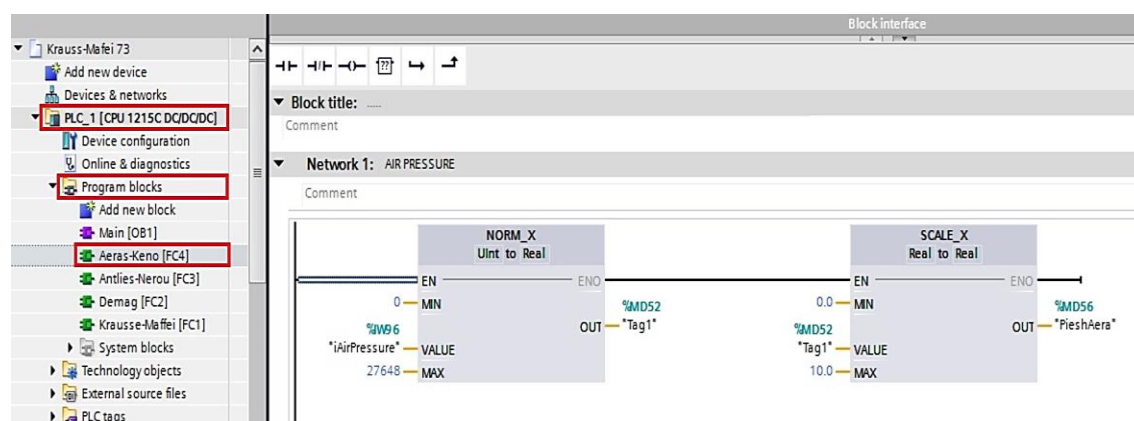 Block interface
Krauss-Mafei 73
Add new device
Devices & networks
PLC_1 [CPU 1215C DC/DC/DC]
Device configuration
Online & diagnostics
Program blocks
Add new block
Main [OB1]
Aeras-Keno [FC4]
Antlies-Nerou [FC3]
Demag [FC2]
Krausse-Maffei [FC1]
System blocks
Technology objects
External source files
PLC tags
??
Block title: .....
Comment
Network 1: AIR PRESSURE
Comment
NORM_X
UInt to Real
EN
ENO
0
MIN
%MD52
OUT
"Tag1"
%IW96
"iAirPressure"
VALUE
27648
MAX
SCALE_X
Real to Real
EN
ENO
0.0
MIN
%MD56
OUT
"PieshAera"
%MD52
"Tag1"
VALUE
10.0
MAX